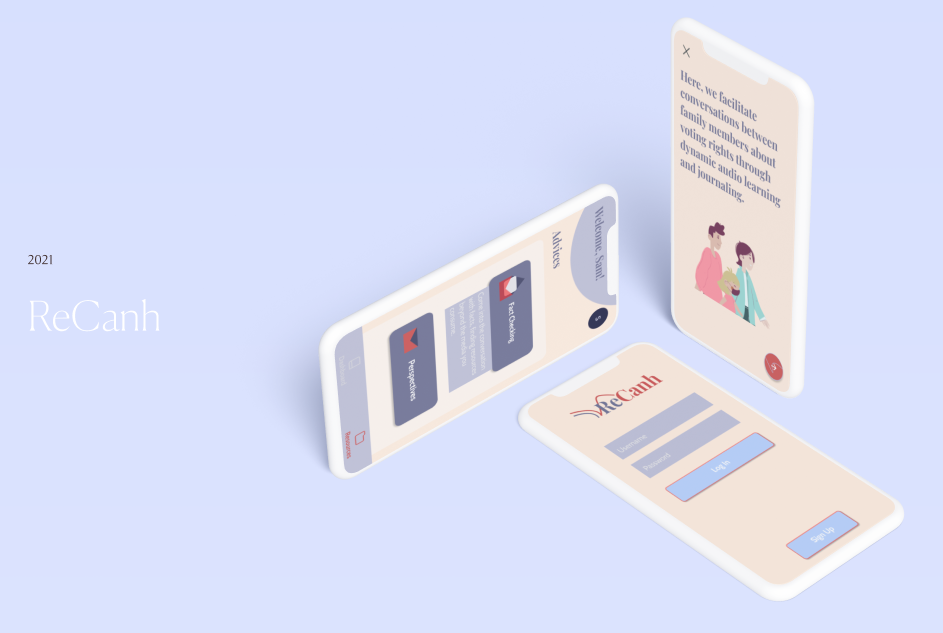 2021
ReCanh
Welcome, Sam!
Advices
Fact Checking
Perspectives
Resources
Here, we facilitate
conversations between
family members about
voting rights through
dynamic audio learning
and journaling.
ReCanh
Username
Password
Log in
Sign Up